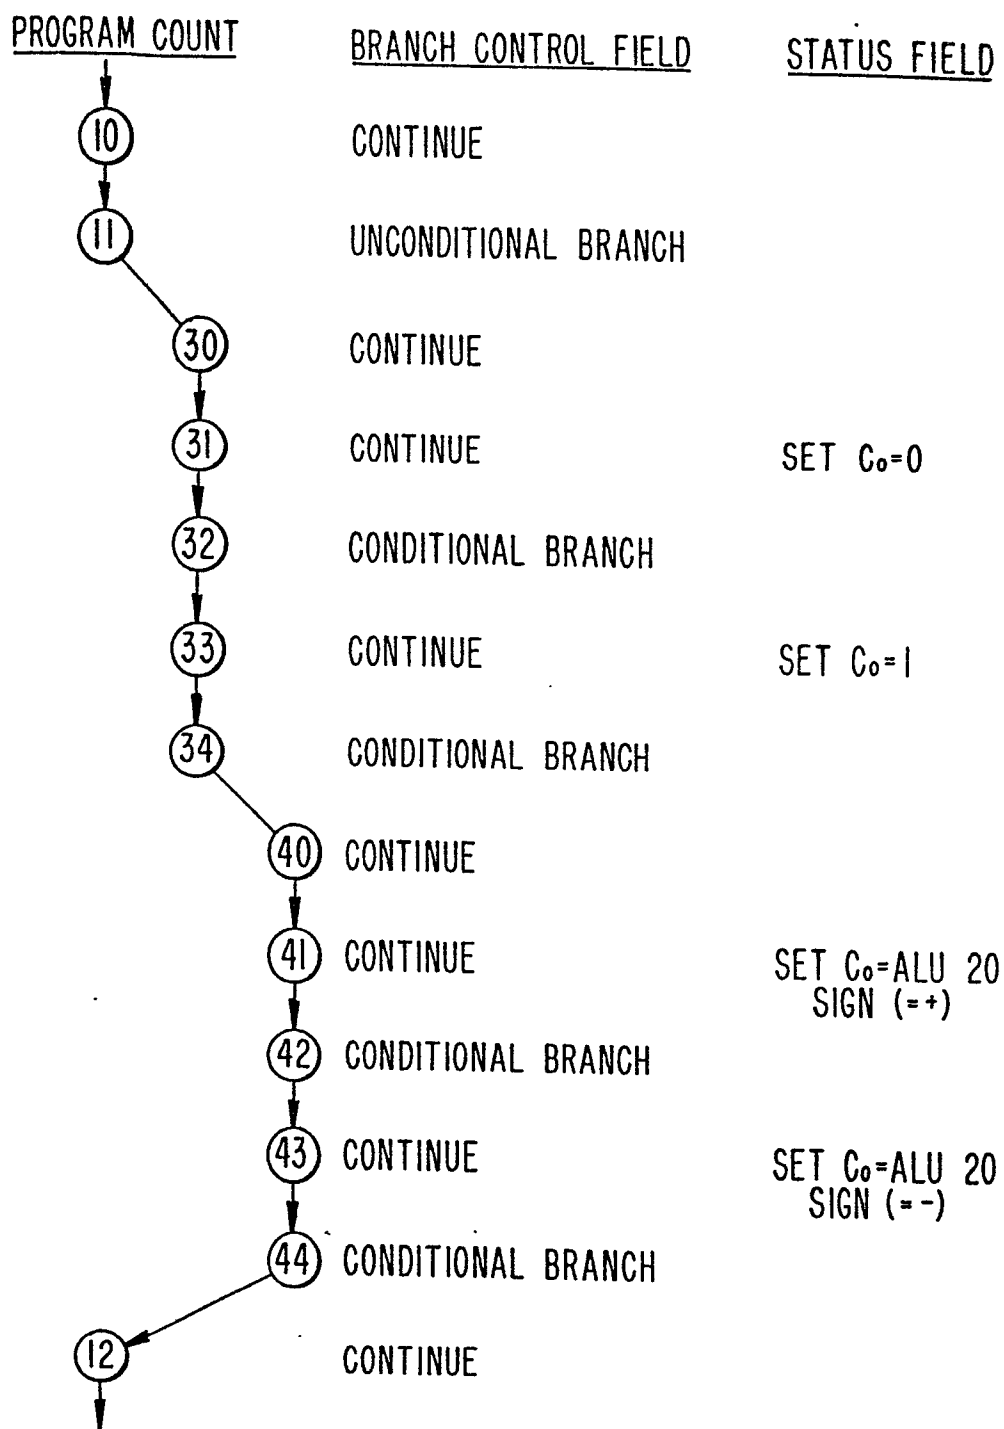 PROGRAM COUNT BRANCH CONTROL FIELD STATUS FIELD
10 CONTINUE
11 UNCONDITIONAL BRANCH
30 CONTINUE
31 CONTINUE SET C₀=0
32 CONDITIONAL BRANCH
33 CONTINUE SET C₀=1
34 CONDITIONAL BRANCH
40 CONTINUE
41 CONTINUE SET C₀=ALU 20
SIGN (=+)
42 CONDITIONAL BRANCH
43 CONTINUE SET C₀=ALU 20
SIGN (=-)
44 CONDITIONAL BRANCH
12 CONTINUE